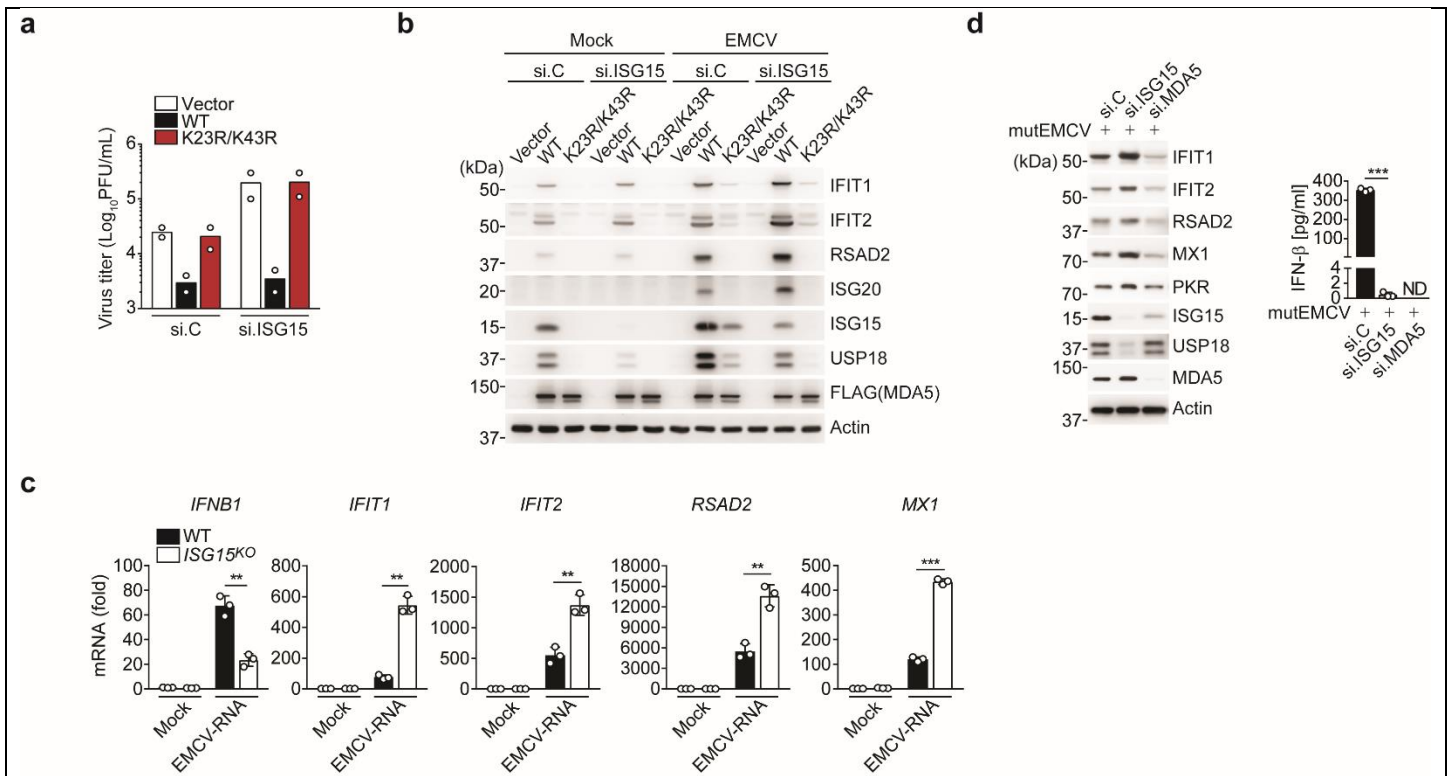 a
Vector
WT
K23R/K43R
Virus titer (Log10PFU/mL)
6
5
4
3
si.C
si.ISG15
b
Mock
EMCV
si.C
si.ISG15
si.C
si.ISG15
Vector
WT
K23R/K43R
Vector
WT
K23R/K43R
Vector
WT
K23R/K43R
Vector
WT
K23R/K43R
(kDa)
50-
IFIT1
50-
IFIT2
37-
RSAD2
20-
ISG20
15-
ISG15
37-
USP18
150-
FLAG(MDA5)
37-
Actin
d
si.C
si.ISG15
si.MDA5
mutEMCV + + +
(kDa)
50-
IFIT1
50-
IFIT2
37-
RSAD2
70-
MX1
70-
PKR
15-
ISG15
37-
USP18
150-
MDA5
37-
Actin
***
IFN-β [pg/ml]
400
300
200
100
4
2
0
ND
mutEMCV + + +
si.C
si.ISG15
si.MDA5
c
IFNB1
IFIT1
IFIT2
RSAD2
MX1
WT
ISG15KO
mRNA (fold)
100
80
60
40
20
0
**
Mock
EMCV-RNA
800
600
400
200
0
**
Mock
EMCV-RNA
2000
1500
1000
500
0
**
Mock
EMCV-RNA
18000
15000
12000
9000
6000
3000
0
**
Mock
EMCV-RNA
500
400
300
200
100
0
***
Mock
EMCV-RNA